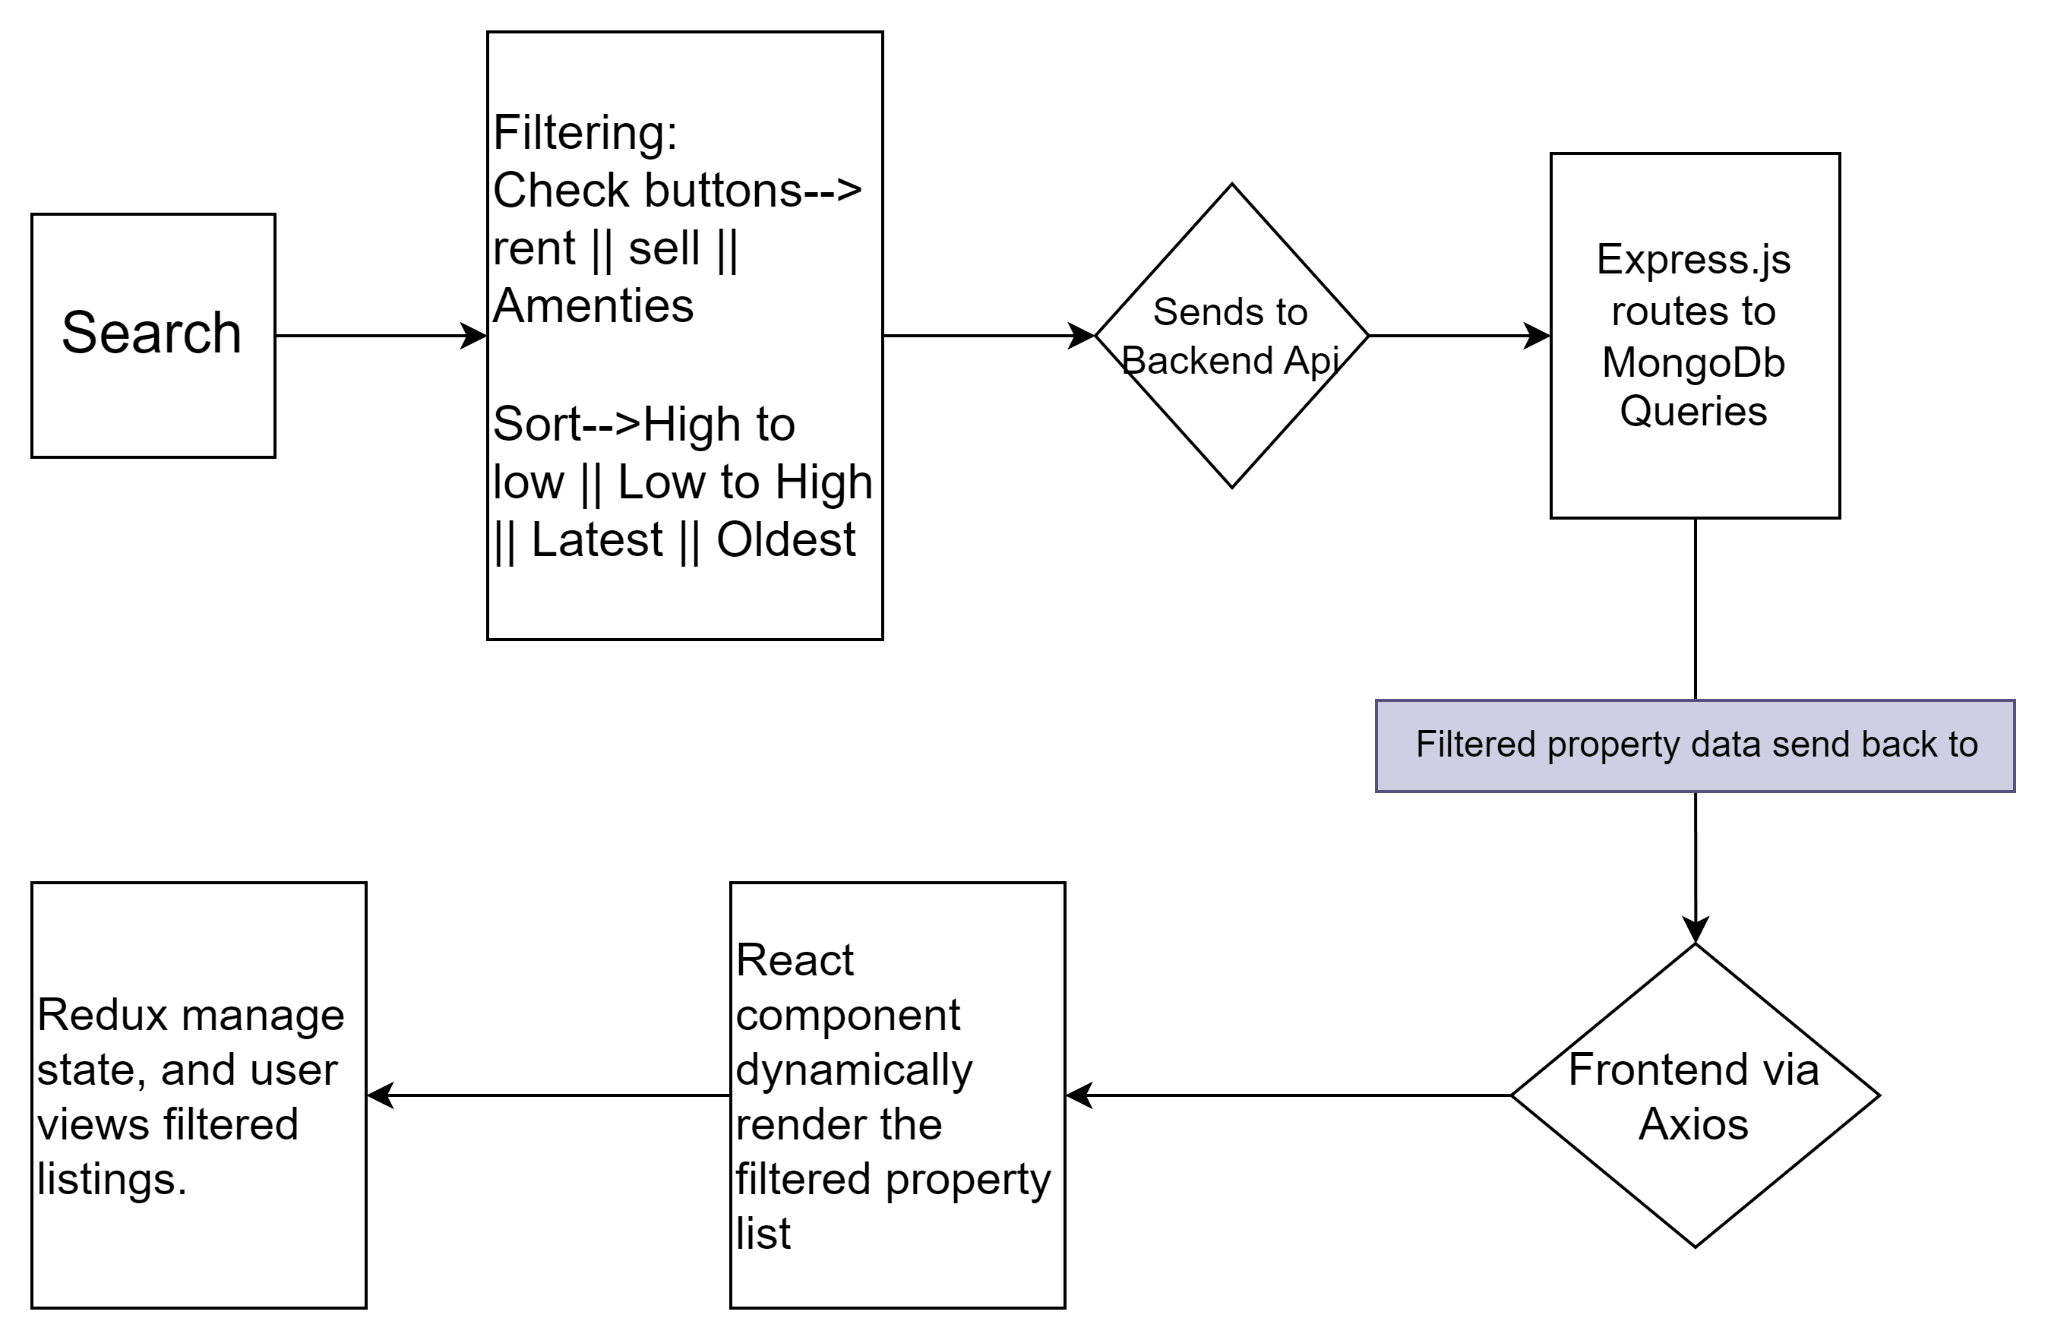 Search
Filtering:
Check buttons-->
rent || sell ||
Amenties
Sort-->High to
low || Low to High
|| Latest || Oldest
Sends to
Backend Api
Express.js
routes to
MongoDb
Queries
Filtered property data send back to
Frontend via
Axios
React
component
dynamically
render the
filtered property
list
Redux manage
state, and user
views filtered
listings.